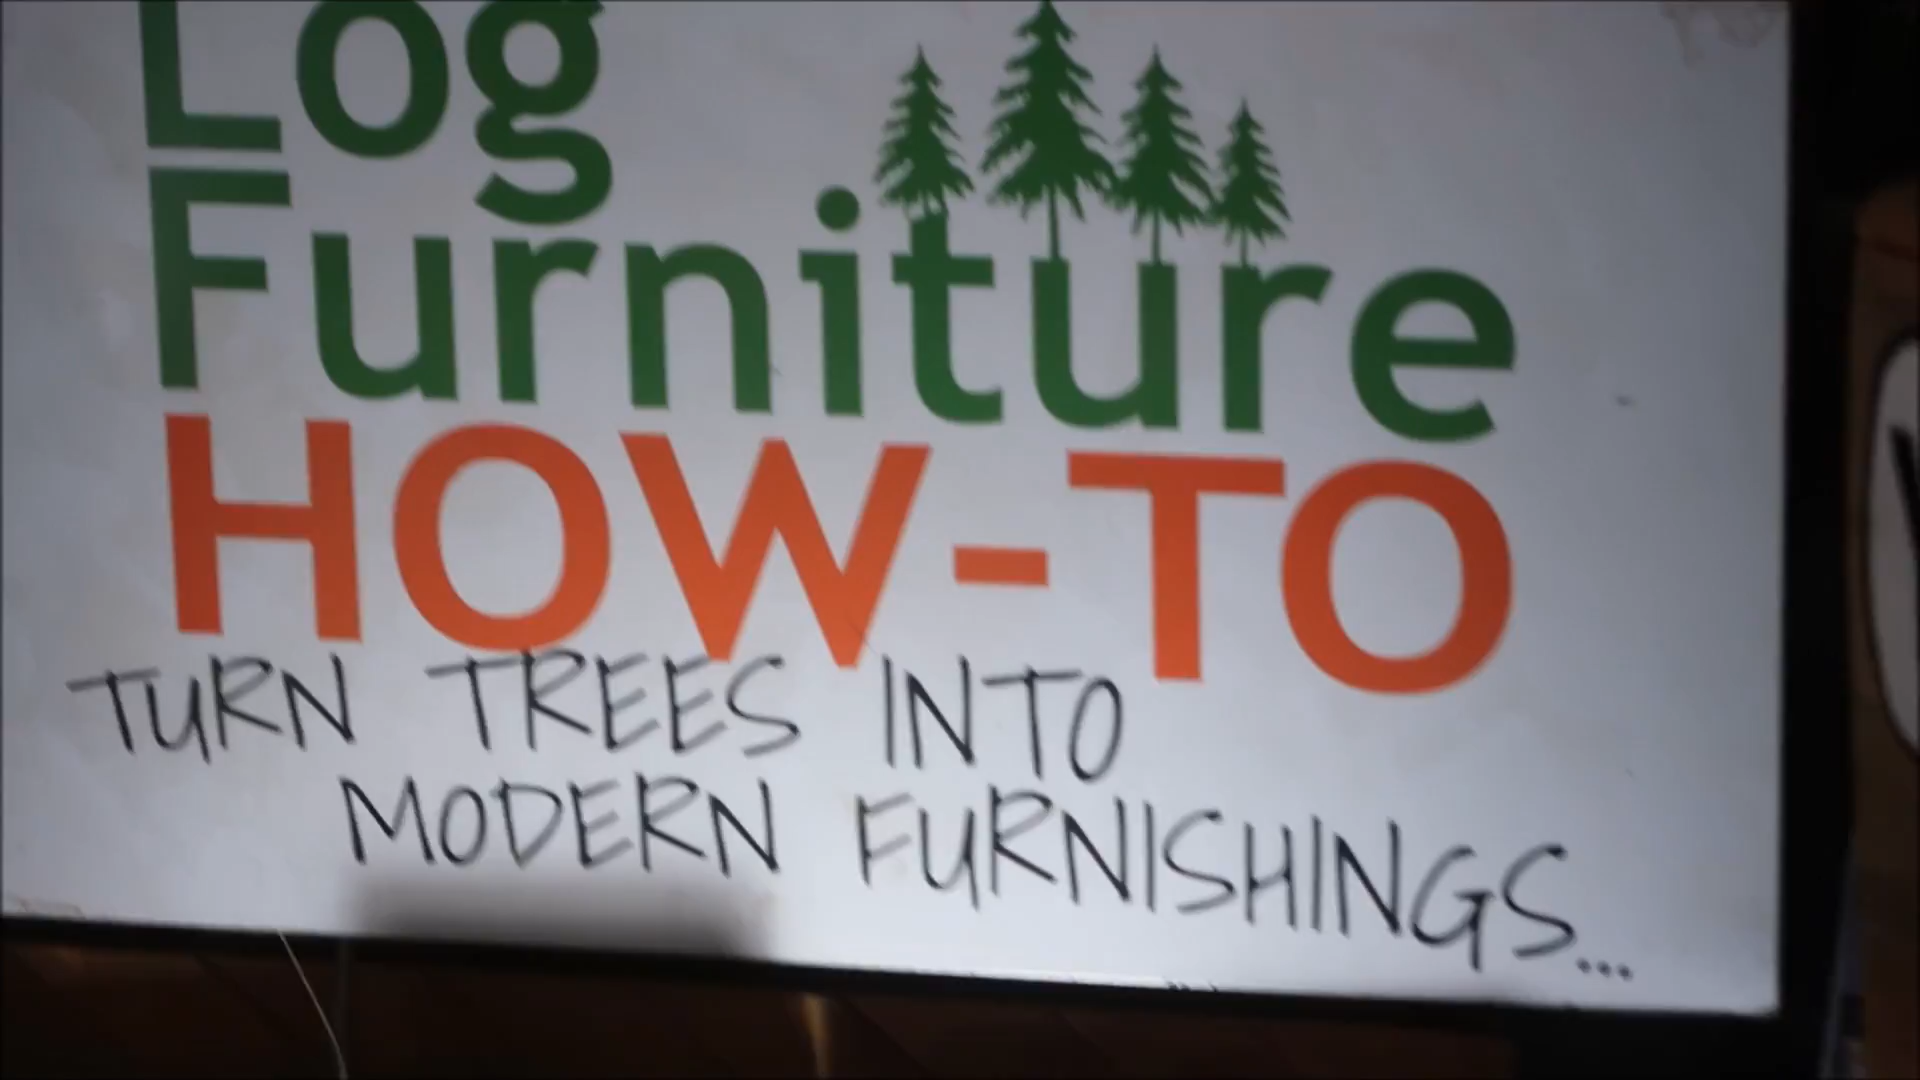 Log
Furniture
HOW-TO
TURN TREES INTO
MODERN FURNISHINGS...